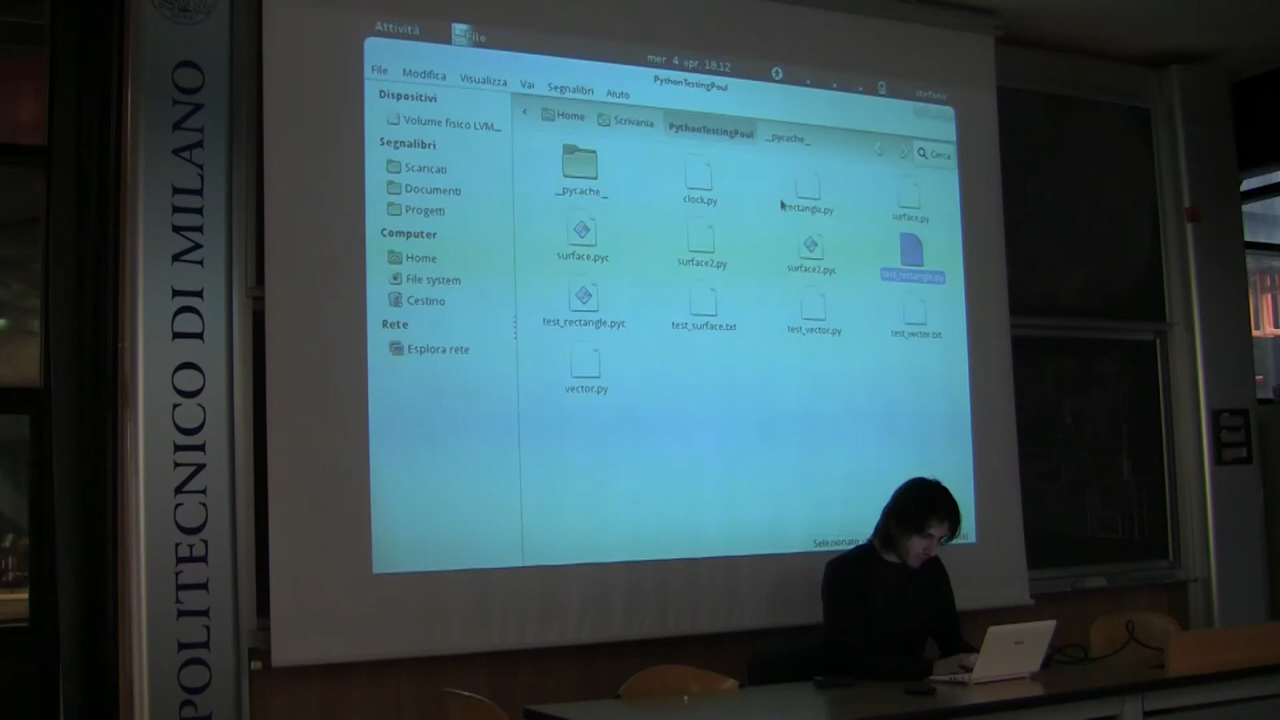 POLITECNICO DI MILANO
Attività File
mer 4 apr, 18.12
stefano
PythonTestingPoul
File Modifica Visualizza Vai Segnalibri Aiuto
Dispositivi
Volume fisico LVM...
Segnalibri
Scaricati
Documenti
Progetti
Computer
Home
File system
Cestino
Rete
Esplora rete
Home Scrivania PythonTestingPoul _pycache_
Cerca
_pycache_ clock.py rectangle.py surface.py
surface.pyc surface2.py surface2.pyc test_rectangle.py
test_rectangle.pyc test_surface.txt test_vector.py test_vector.txt
vector.py
Selezionato